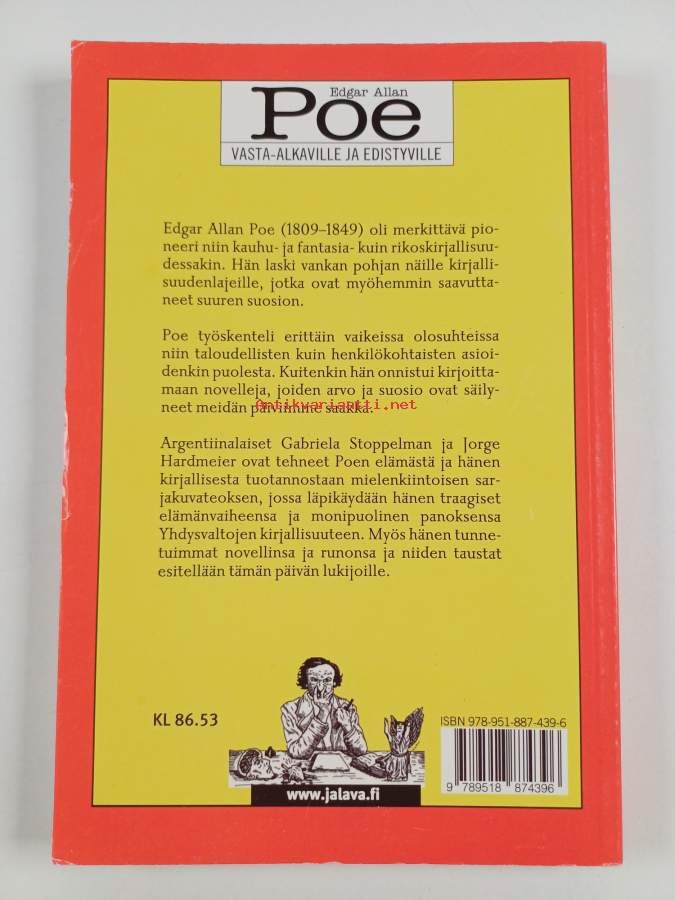 Edgar Allan
Poe
VASTA-ALKAVILLE JA EDISTYVILLE
Edgar Allan Poe (1809–1849) oli merkittävä pio-
neeri niin kauhu- ja fantasia- kuin rikoskirjallisuu-
dessakin. Hän laski vankan pohjan näille kirjalli-
suudenlajeille, jotka ovat myöhemmin saavutta-
neet suuren suosion.
Poe työskenteli erittäin vaikeissa olosuhteissa
niin taloudellisten kuin henkilökohtaisten asioi-
denkin puolesta. Kuitenkin hän onnistui kirjoitta-
maan novelleja, joiden arvo ja suosio ovat säily-
neet meidän päiviimme saakka.
antikvariantti.net
Argentiinalaiset Gabriela Stoppelman ja Jorge
Hardmeier ovat tehneet Poen elämästä ja hänen
kirjallisesta tuotannostaan mielenkiintoisen sar-
jakuvateoksen, jossa läpikäydään hänen traagiset
elämänvaiheensa ja monipuolinen panoksensa
Yhdysvaltojen kirjallisuuteen. Myös hänen tunne-
tuimmat novellinsa ja runonsa ja niiden taustat
esitellään tämän päivän lukijoille.
KL 86.53
www.jalava.fi
ISBN 978-951-887-439-6
9 789518 874396